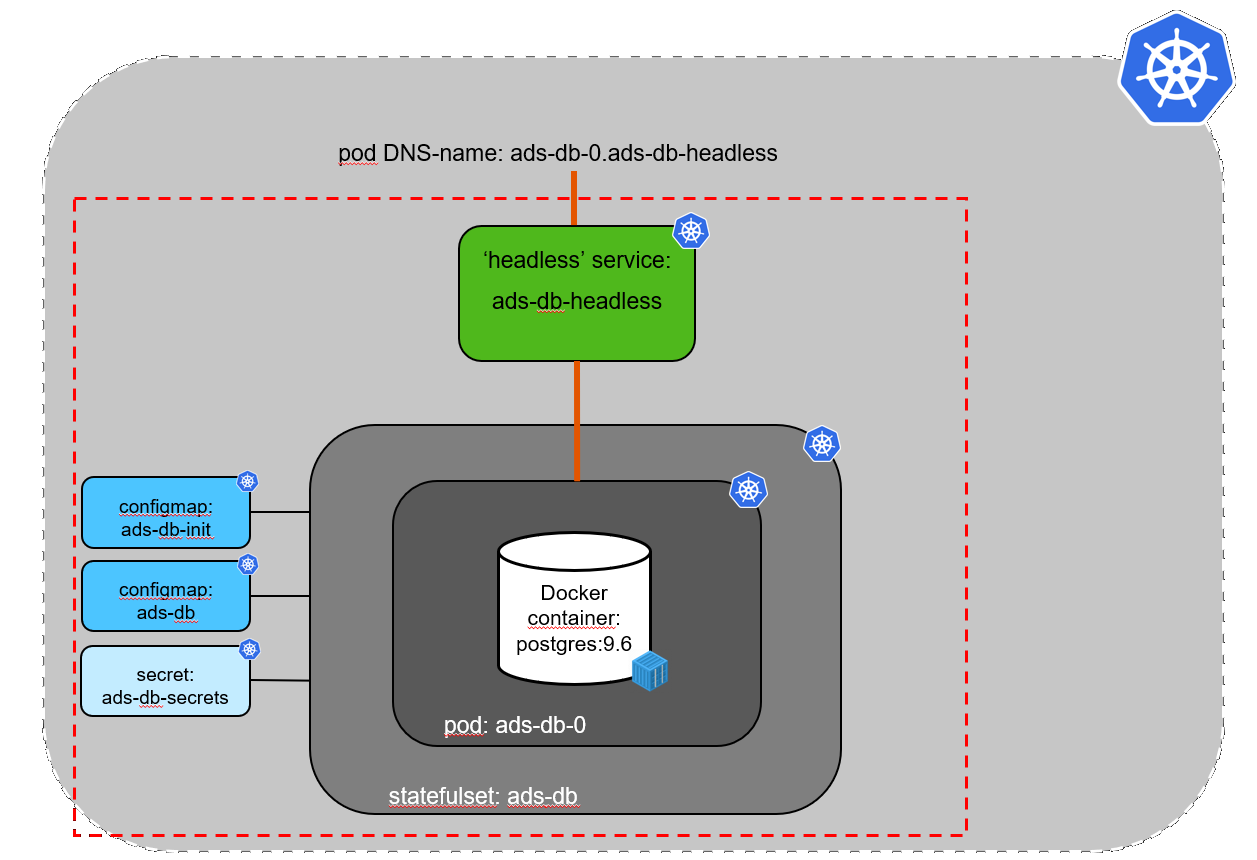 pod DNS-name: ads-db-0.ads-db-headless
‘headless’ service:
ads-db-headless
configmap:
ads-db-init
configmap:
ads-db
secret:
ads-db-secrets
Docker
container:
postgres:9.6
pod: ads-db-0
statefulset: ads-db